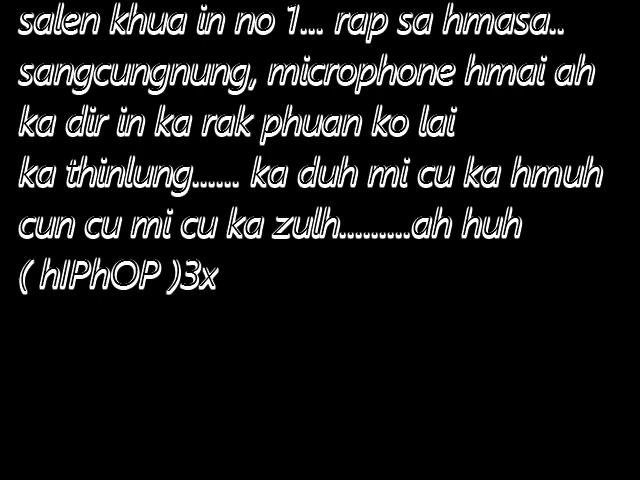 salen khua in no 1.... rap sa hmasa..
sangcungnung, microphone hmai ah
ka dir in ka rak phuan ko lai
ka thinlung....... ka duh mi cu ka hmuh
cun cu mi cu ka zulh..........ah huh
( hIPhOP )3x